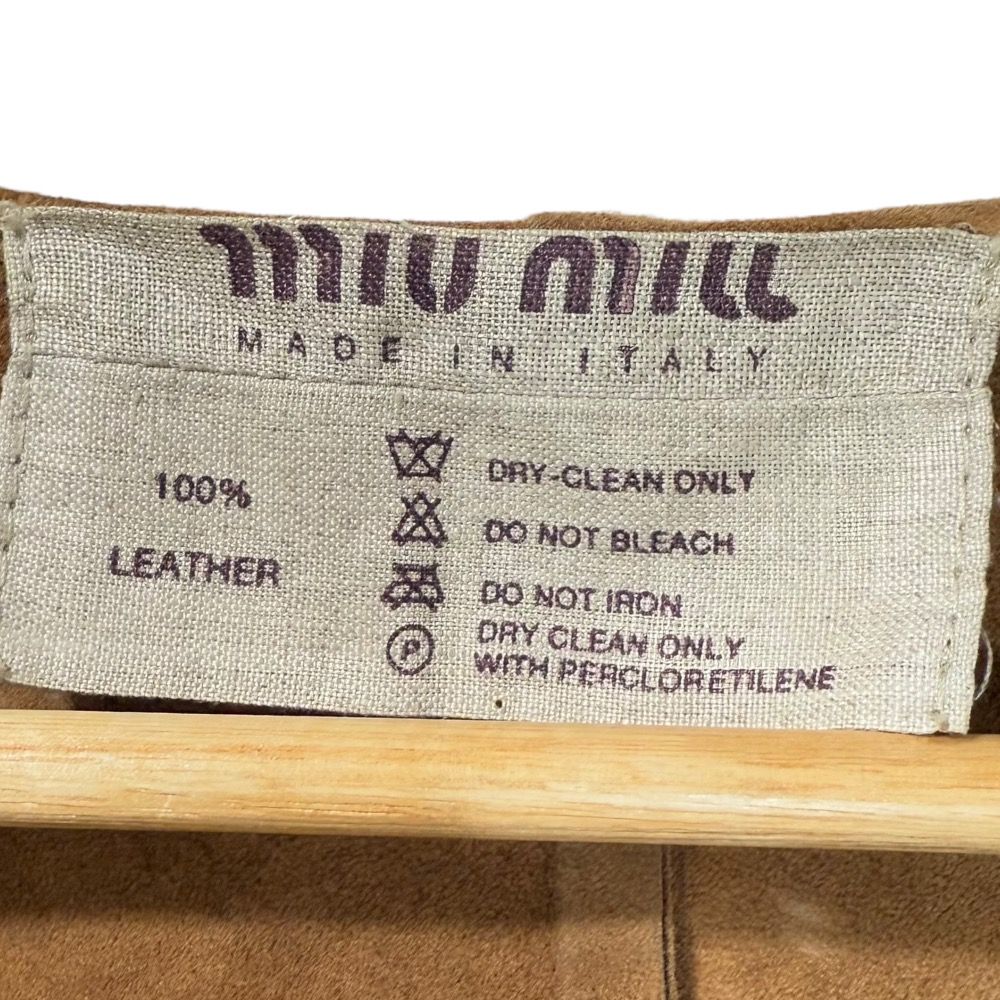 miu mill
MADE IN ITALY
100%
LEATHER
DRY-CLEAN ONLY
DO NOT BLEACH
DO NOT IRON
P
DRY CLEAN ONLY
WITH PERCLORETILENE